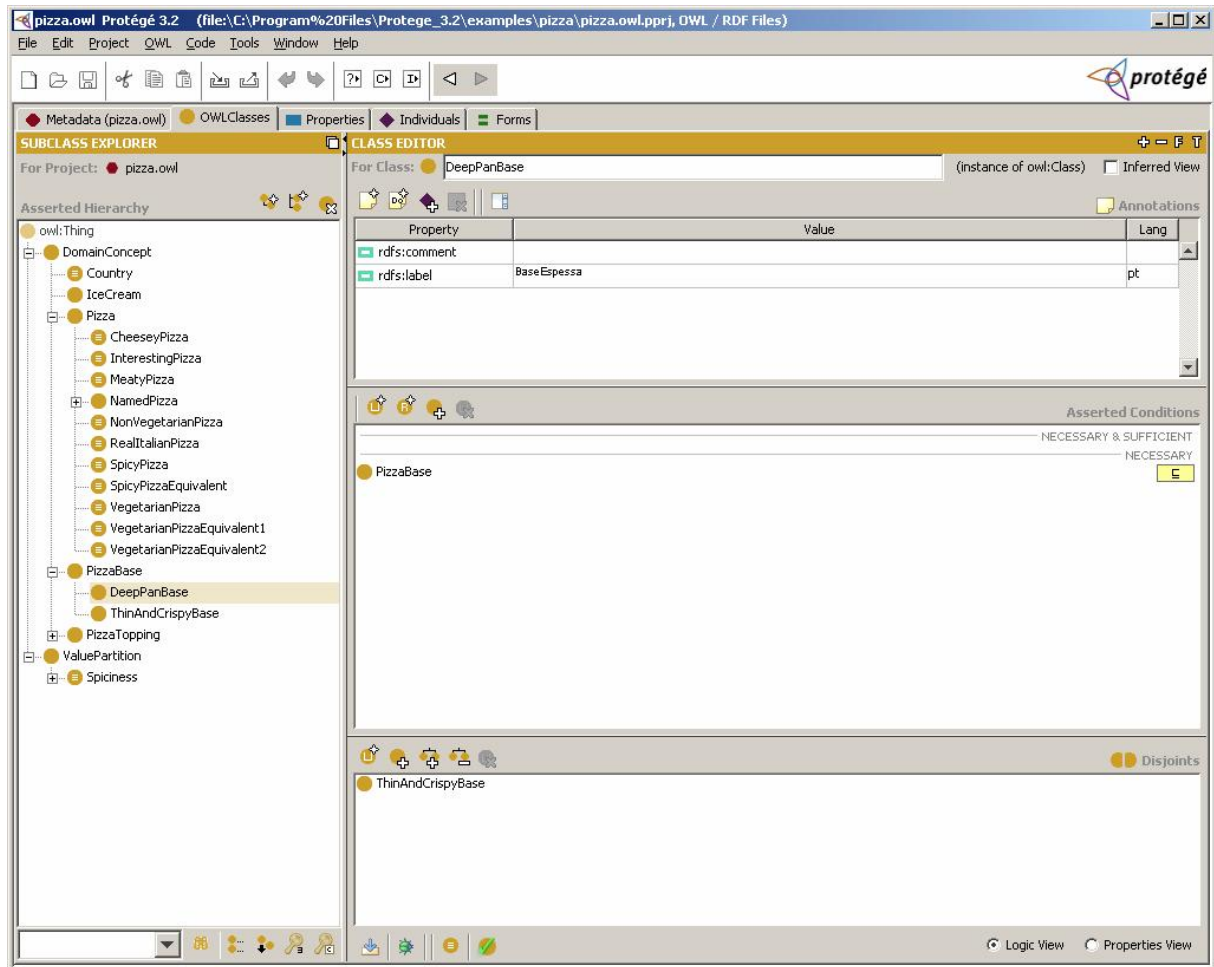 pizza.owl Protégé 3.2 (file:\C:\Program%20Files\Protege_3.2\examples\pizza\pizza.owl.pprj, OWL / RDF Files)
File Edit Project OWL Code Tools Window Help
protégé
Metadata (pizza.owl) OWLClasses Properties Individuals Forms
SUBCLASS EXPLORER
For Project: pizza.owl
Asserted Hierarchy
owl:Thing
DomainConcept
Country
IceCream
Pizza
CheeseyPizza
InterestingPizza
MeatyPizza
NamedPizza
NonVegetarianPizza
RealItalianPizza
SpicyPizza
SpicyPizzaEquivalent
VegetarianPizza
VegetarianPizzaEquivalent1
VegetarianPizzaEquivalent2
PizzaBase
DeepPanBase
ThinAndCrispyBase
PizzaTopping
ValuePartition
Spiciness
CLASS EDITOR
For Class: DeepPanBase (instance of owl:Class) Inferred View
Annotations
Property Value Lang
rdfs:comment
rdfs:label BaseEspessa pt
Asserted Conditions
NECESSARY & SUFFICIENT
NECESSARY
PizzaBase ⊑
Disjoints
ThinAndCrispyBase
Logic View Properties View